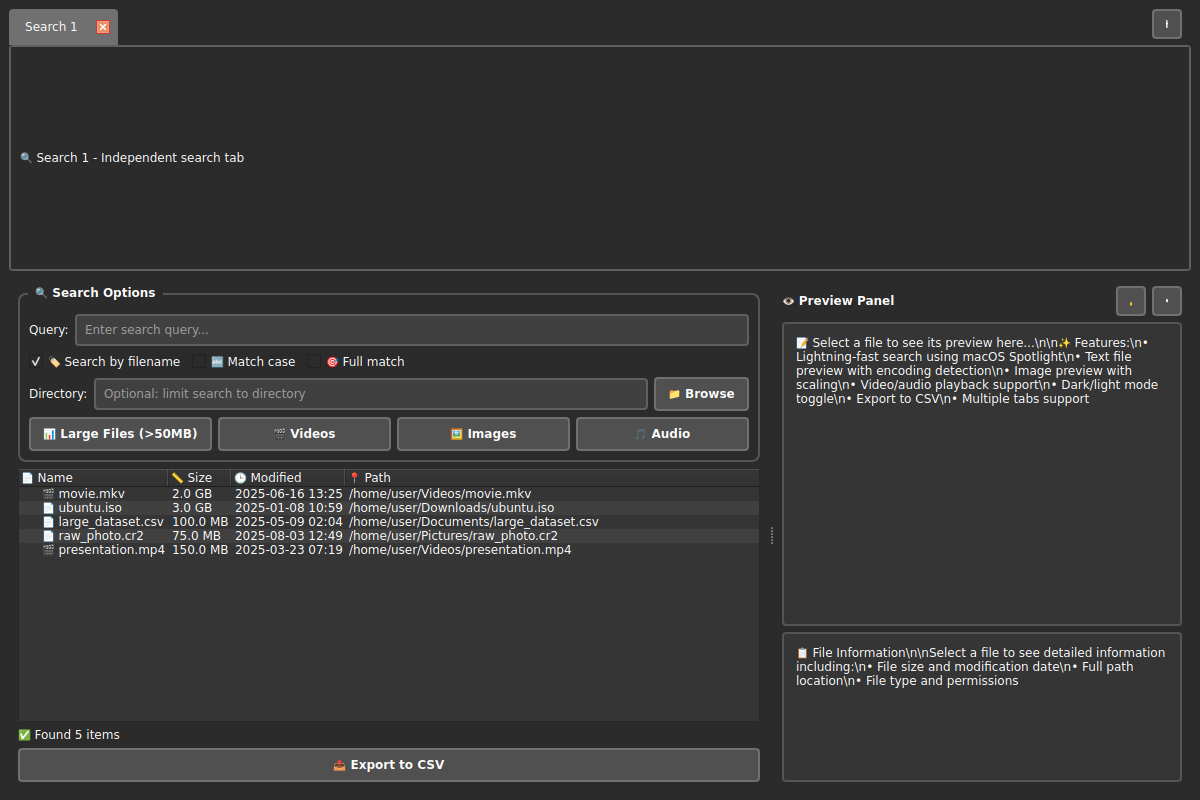 Search 1
🔍 Search 1 - Independent search tab
🔍 Search Options
Query: Enter search query...
✓ 🏷️ Search by filename 🔤 Match case 🎯 Full match
Directory: Optional: limit search to directory 📁 Browse
📊 Large Files (>50MB) 🎬 Videos 🖼️ Images 🎵 Audio
📄 Name 📏 Size 🕒 Modified 📍 Path
🎬 movie.mkv 2.0 GB 2025-06-16 13:25 /home/user/Videos/movie.mkv
📄 ubuntu.iso 3.0 GB 2025-01-08 10:59 /home/user/Downloads/ubuntu.iso
📄 large_dataset.csv 100.0 MB 2025-05-09 02:04 /home/user/Documents/large_dataset.csv
📄 raw_photo.cr2 75.0 MB 2025-08-03 12:49 /home/user/Pictures/raw_photo.cr2
🎬 presentation.mp4 150.0 MB 2025-03-23 07:19 /home/user/Videos/presentation.mp4
✅ Found 5 items
📤 Export to CSV
👁️ Preview Panel
📝 Select a file to see its preview here...\n\n✨ Features:\n•
Lightning-fast search using macOS Spotlight\n• Text file
preview with encoding detection\n• Image preview with
scaling\n• Video/audio playback support\n• Dark/light mode
toggle\n• Export to CSV\n• Multiple tabs support
📋 File Information\n\nSelect a file to see detailed information
including:\n• File size and modification date\n• Full path
location\n• File type and permissions